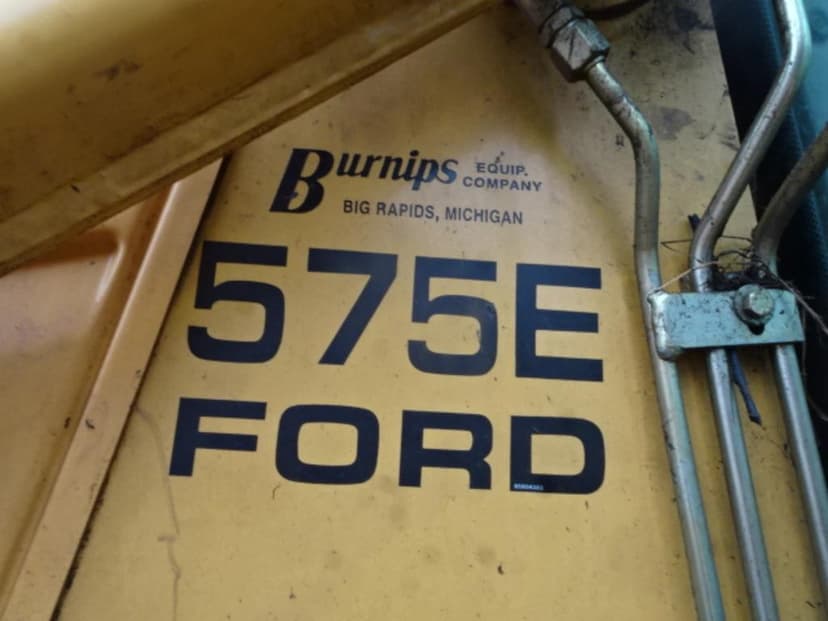 Burnips EQUIP. COMPANY
BIG RAPIDS, MICHIGAN
575E
FORD